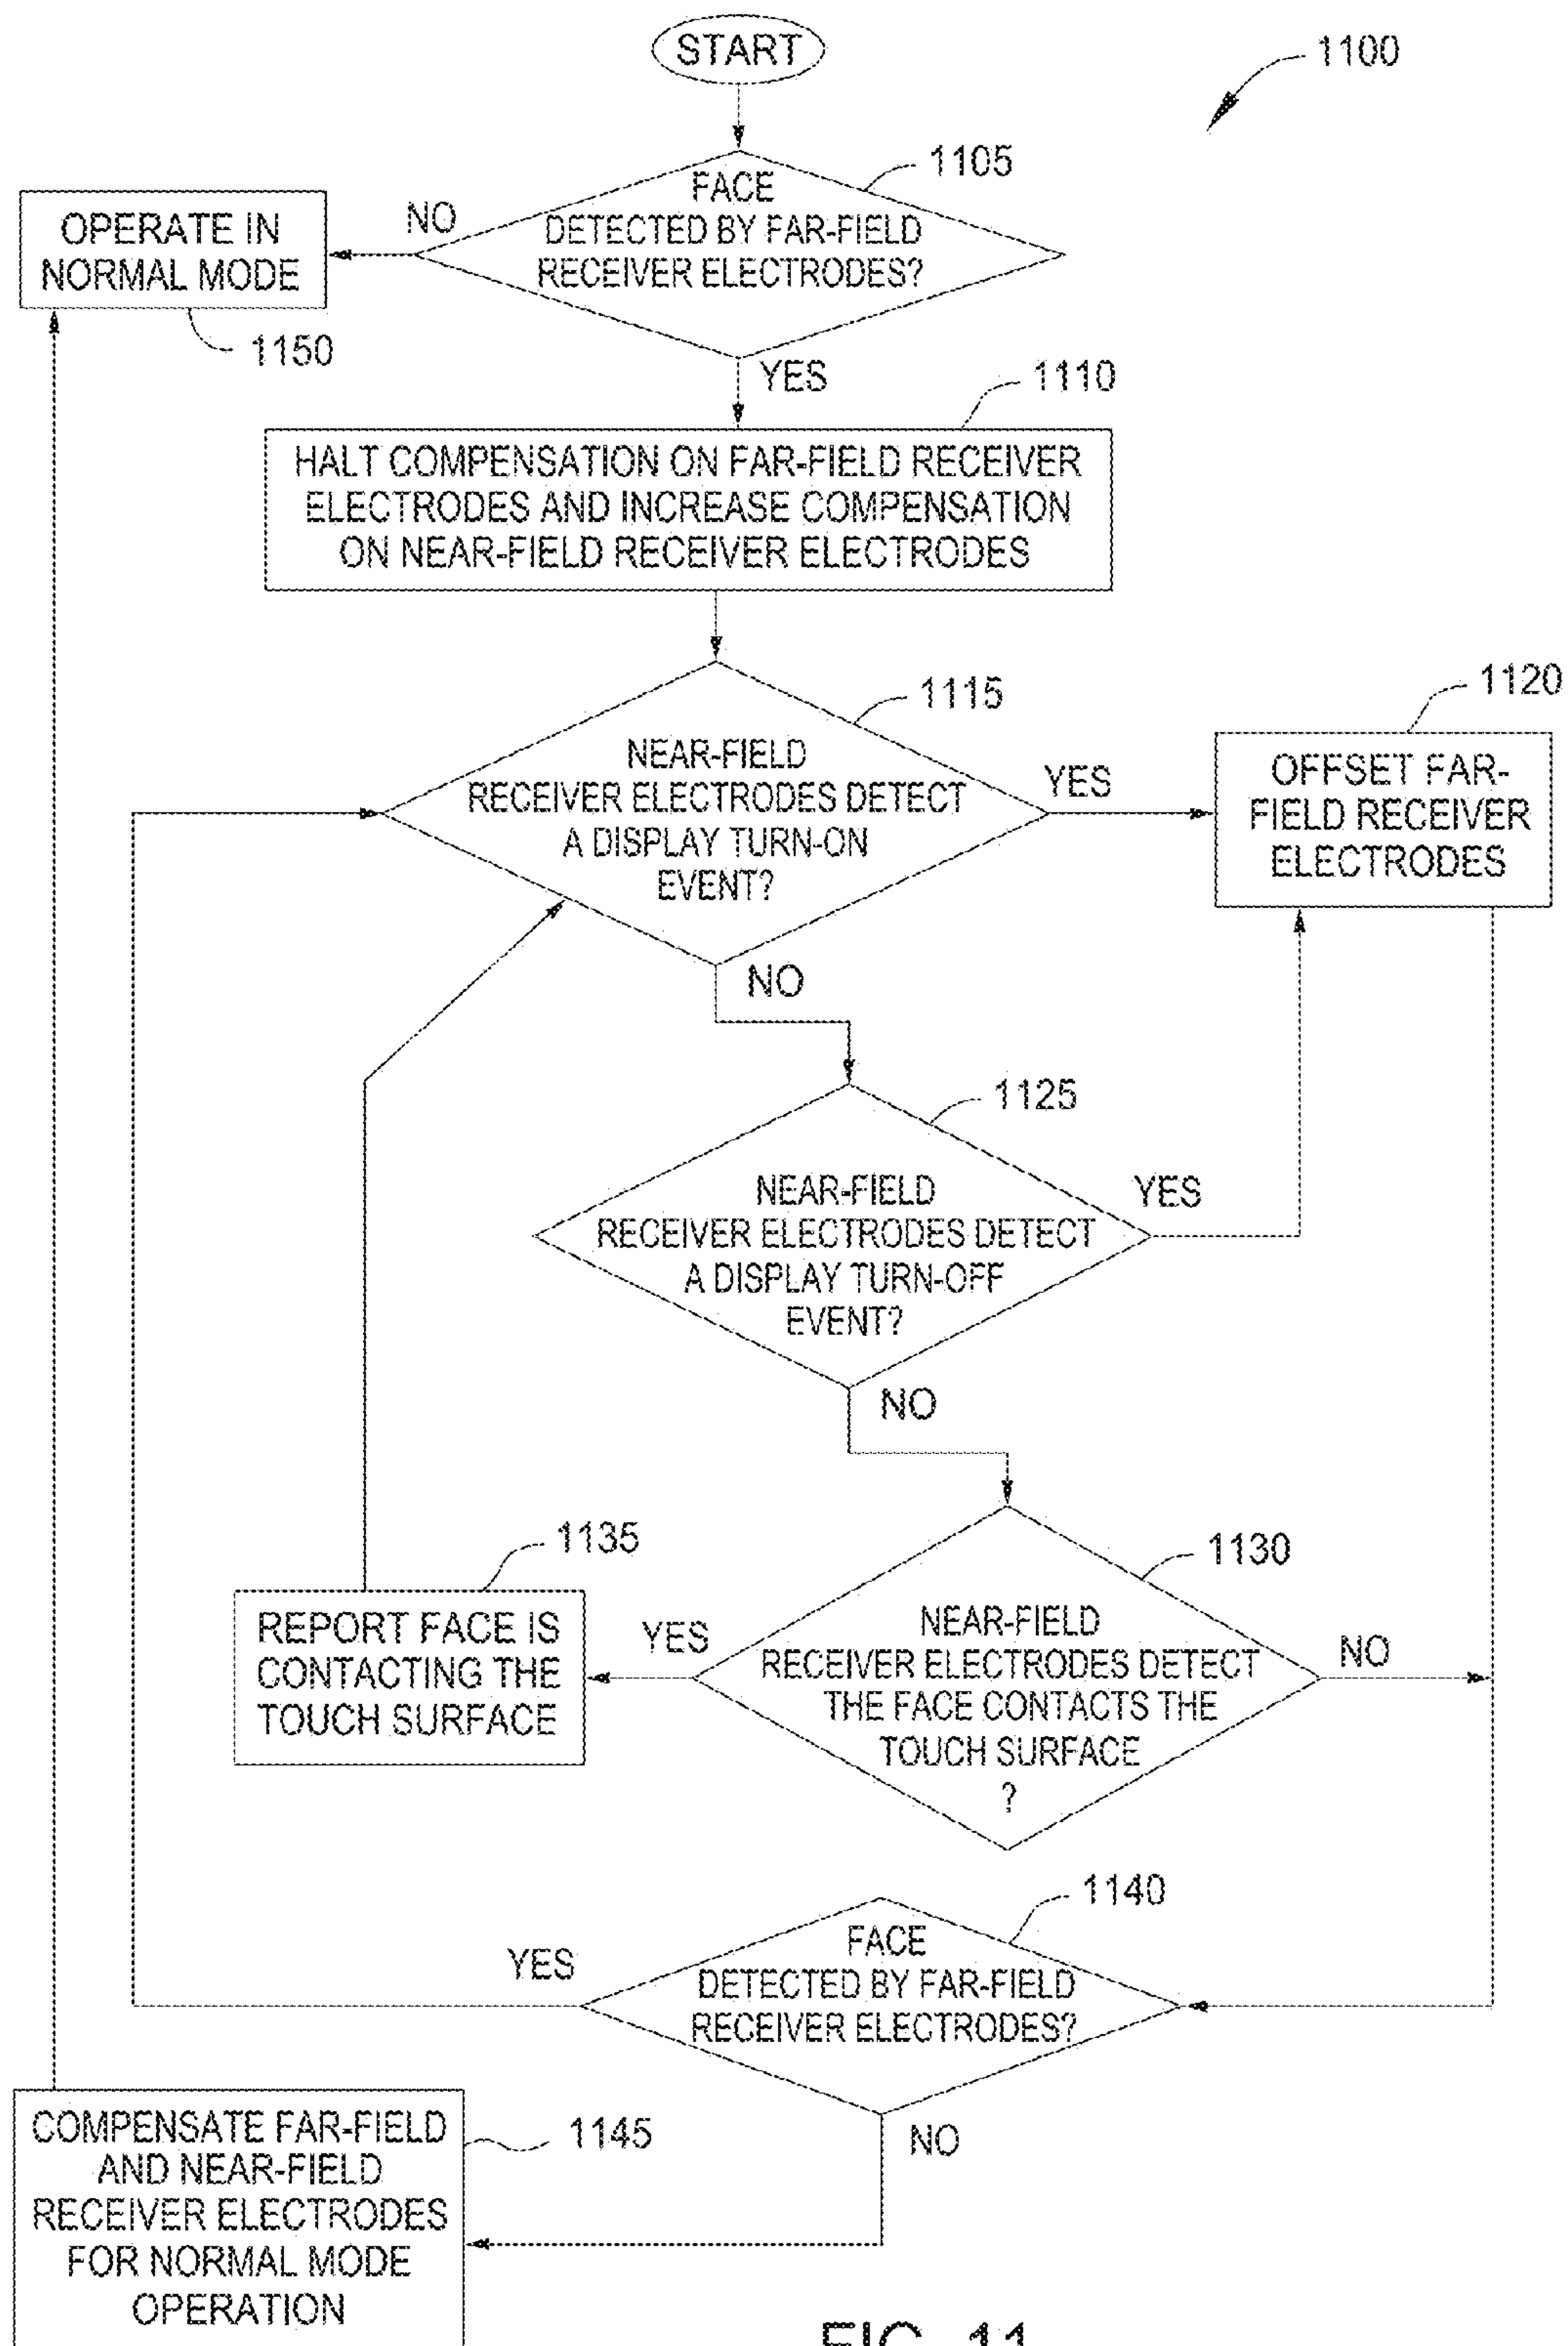 START
1100
1105
FACE
DETECTED BY FAR-FIELD
RECEIVER ELECTRODES?
NO
OPERATE IN
NORMAL MODE
1150
YES
1110
HALT COMPENSATION ON FAR-FIELD RECEIVER
ELECTRODES AND INCREASE COMPENSATION
ON NEAR-FIELD RECEIVER ELECTRODES
1115
NEAR-FIELD
RECEIVER ELECTRODES DETECT
A DISPLAY TURN-ON
EVENT?
YES
1120
OFFSET FAR-
FIELD RECEIVER
ELECTRODES
NO
1125
NEAR-FIELD
RECEIVER ELECTRODES DETECT
A DISPLAY TURN-OFF
EVENT?
YES
NO
1130
NEAR-FIELD
RECEIVER ELECTRODES DETECT
THE FACE CONTACTS THE
TOUCH SURFACE
?
YES
NO
1135
REPORT FACE IS
CONTACTING THE
TOUCH SURFACE
1140
FACE
DETECTED BY FAR-FIELD
RECEIVER ELECTRODES?
YES
NO
1145
COMPENSATE FAR-FIELD
AND NEAR-FIELD
RECEIVER ELECTRODES
FOR NORMAL MODE
OPERATION
FIG. 11